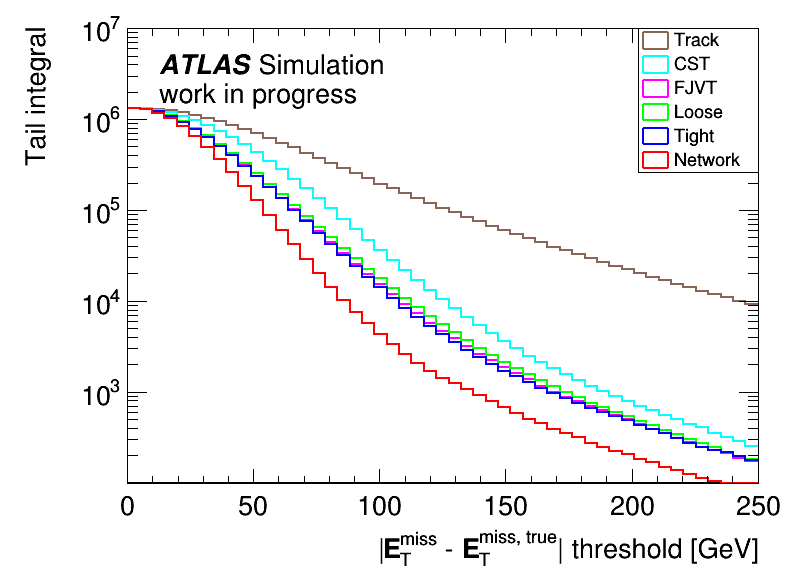 10^7
10^6
10^5
10^4
10^3
Tail integral
ATLAS Simulation
work in progress
Track
CST
FJVT
Loose
Tight
Network
0 50 100 150 200 250
|E_T^miss - E_T^miss, true| threshold [GeV]